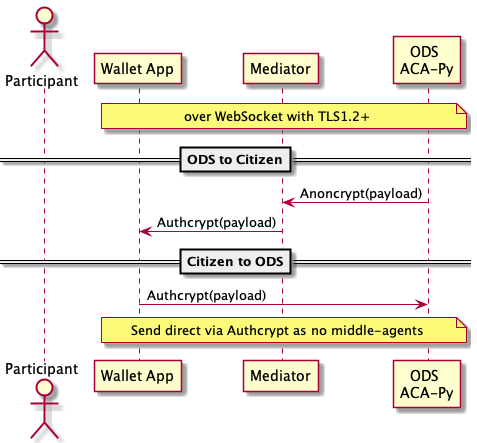 Participant
Wallet App
Mediator
ODS
ACA-Py
over WebSocket with TLS1.2+
ODS to Citizen
Anoncrypt(payload)
Authcrypt(payload)
Citizen to ODS
Authcrypt(payload)
Send direct via Authcrypt as no middle-agents
Participant
Wallet App
Mediator
ODS
ACA-Py